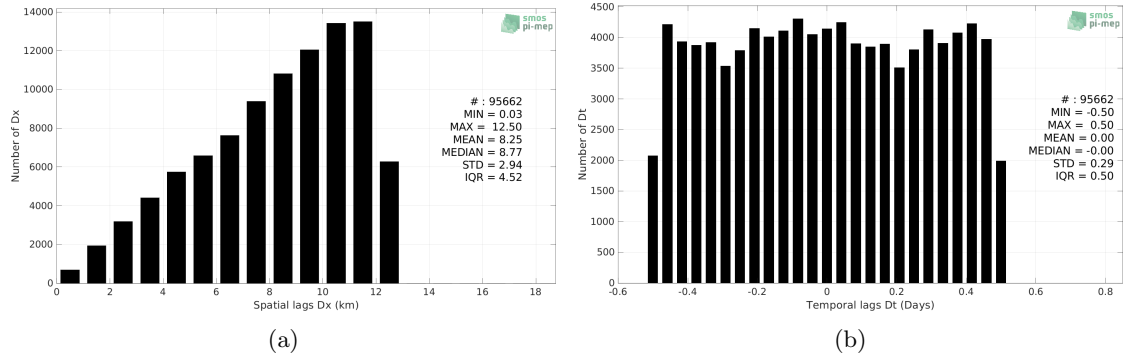 14000
12000
10000
8000
6000
4000
2000
0
Number of Dx
smos
pi-mep
# : 95662
MIN = 0.03
MAX = 12.50
MEAN = 8.25
MEDIAN = 8.77
STD = 2.94
IQR = 4.52
0 2 4 6 8 10 12 14 16 18
Spatial lags Dx (km)
(a)
4500
4000
3500
3000
2500
2000
1500
1000
500
0
Number of Dt
smos
pi-mep
# : 95662
MIN = -0.50
MAX = 0.50
MEAN = 0.00
MEDIAN = -0.00
STD = 0.29
IQR = 0.50
-0.6 -0.4 -0.2 0 0.2 0.4 0.6 0.8
Temporal lags Dt (Days)
(b)